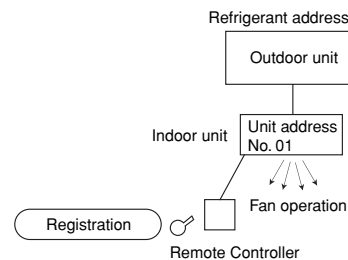 Refrigerant address
Outdoor unit
Indoor unit
Unit address
No. 01
Fan operation
Registration
Remote Controller